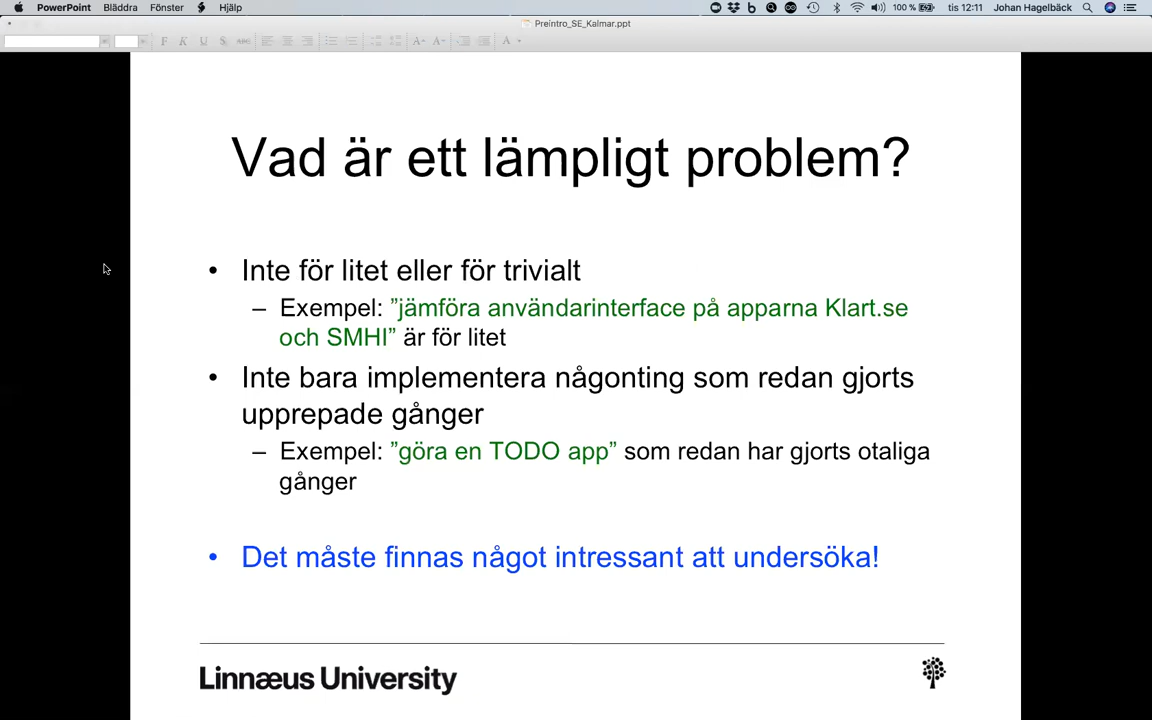 PowerPoint Bläddra Fönster Hjälp 100 % tis 12:11 Johan Hagelbäck
Preintro_SE_Kalmar.ppt
F K U S ABC A A A
Vad är ett lämpligt problem?
• Inte för litet eller för trivialt
– Exempel: ”jämföra användarinterface på apparna Klart.se
och SMHI” är för litet
• Inte bara implementera någonting som redan gjorts
upprepade gånger
– Exempel: ”göra en TODO app” som redan har gjorts otaliga
gånger
• Det måste finnas något intressant att undersöka!
Linnæus University